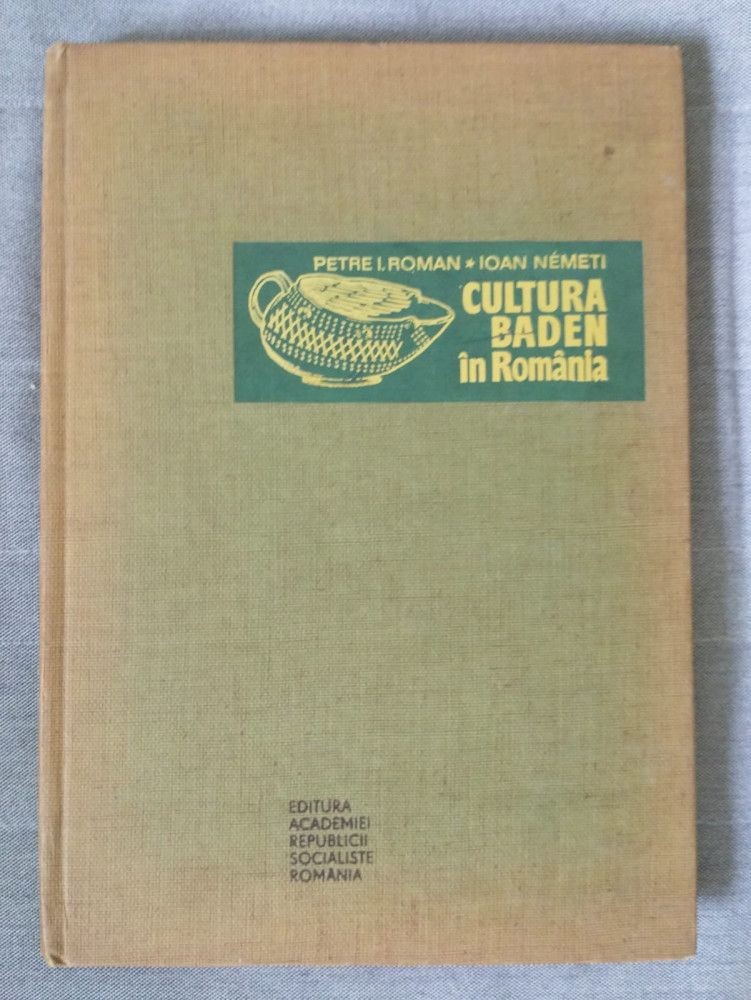 PETRE I. ROMAN * IOAN NÉMETI
CULTURA
BADEN
în România
EDITURA
ACADEMIEI
REPUBLICII
SOCIALISTE
ROMÂNIA